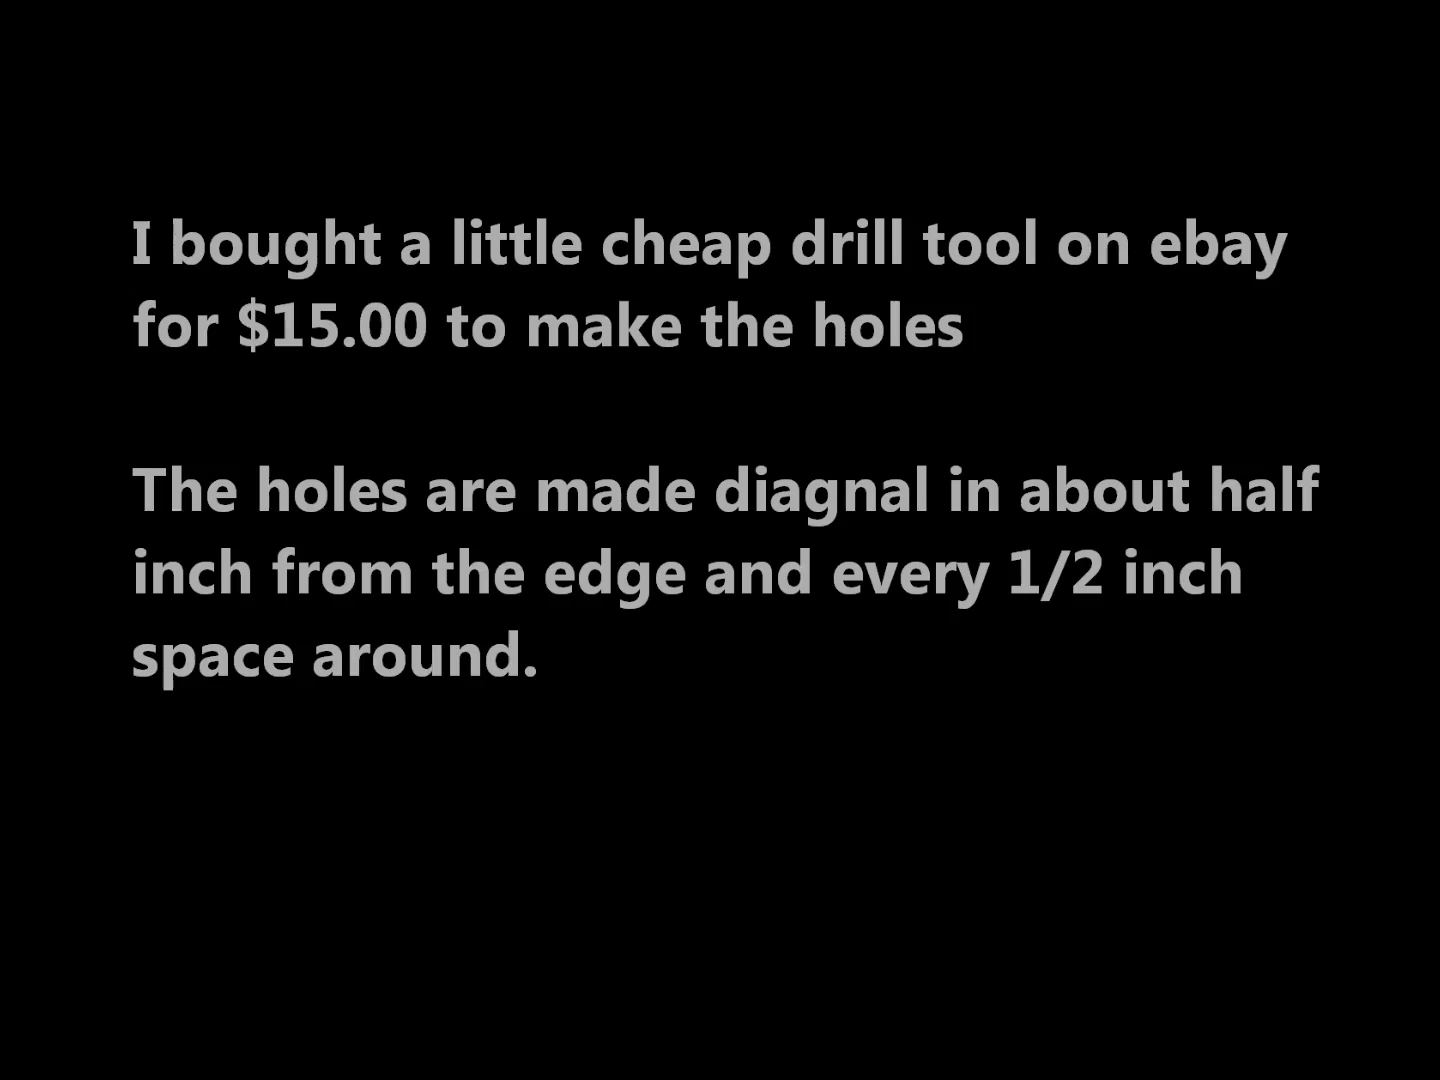 I bought a little cheap drill tool on ebay
for $15.00 to make the holes
The holes are made diagnal in about half
inch from the edge and every 1/2 inch
space around.